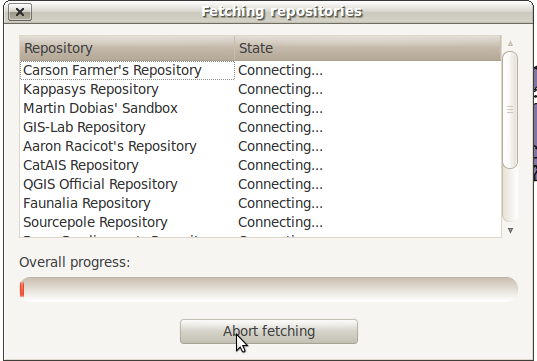 Fetching repositories
Repository State
Carson Farmer's Repository Connecting...
Kappasys Repository Connecting...
Martin Dobias' Sandbox Connecting...
GIS-Lab Repository Connecting...
Aaron Racicot's Repository Connecting...
CatAIS Repository Connecting...
QGIS Official Repository Connecting...
Faunalia Repository Connecting...
Sourcepole Repository Connecting...
Overall progress:
Abort fetching